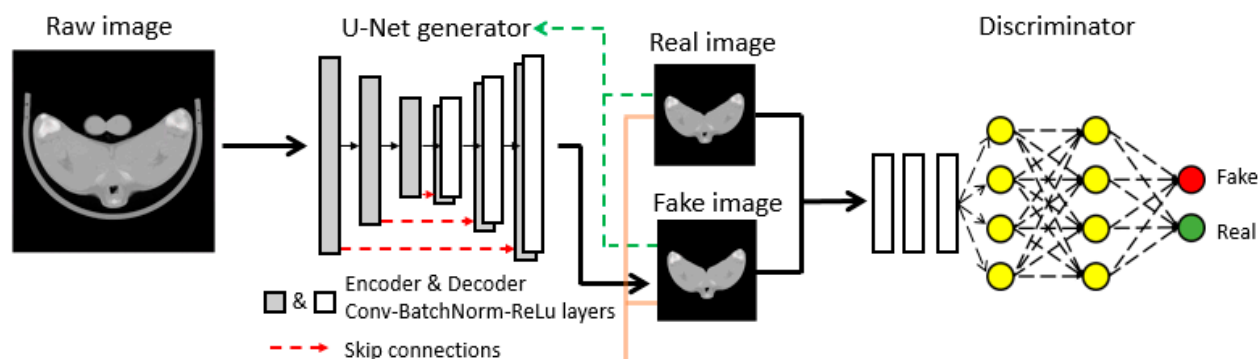 Raw image
U-Net generator
Real image
Discriminator
Fake image
Fake
Real
& Encoder & Decoder
Conv-BatchNorm-ReLu layers
Skip connections